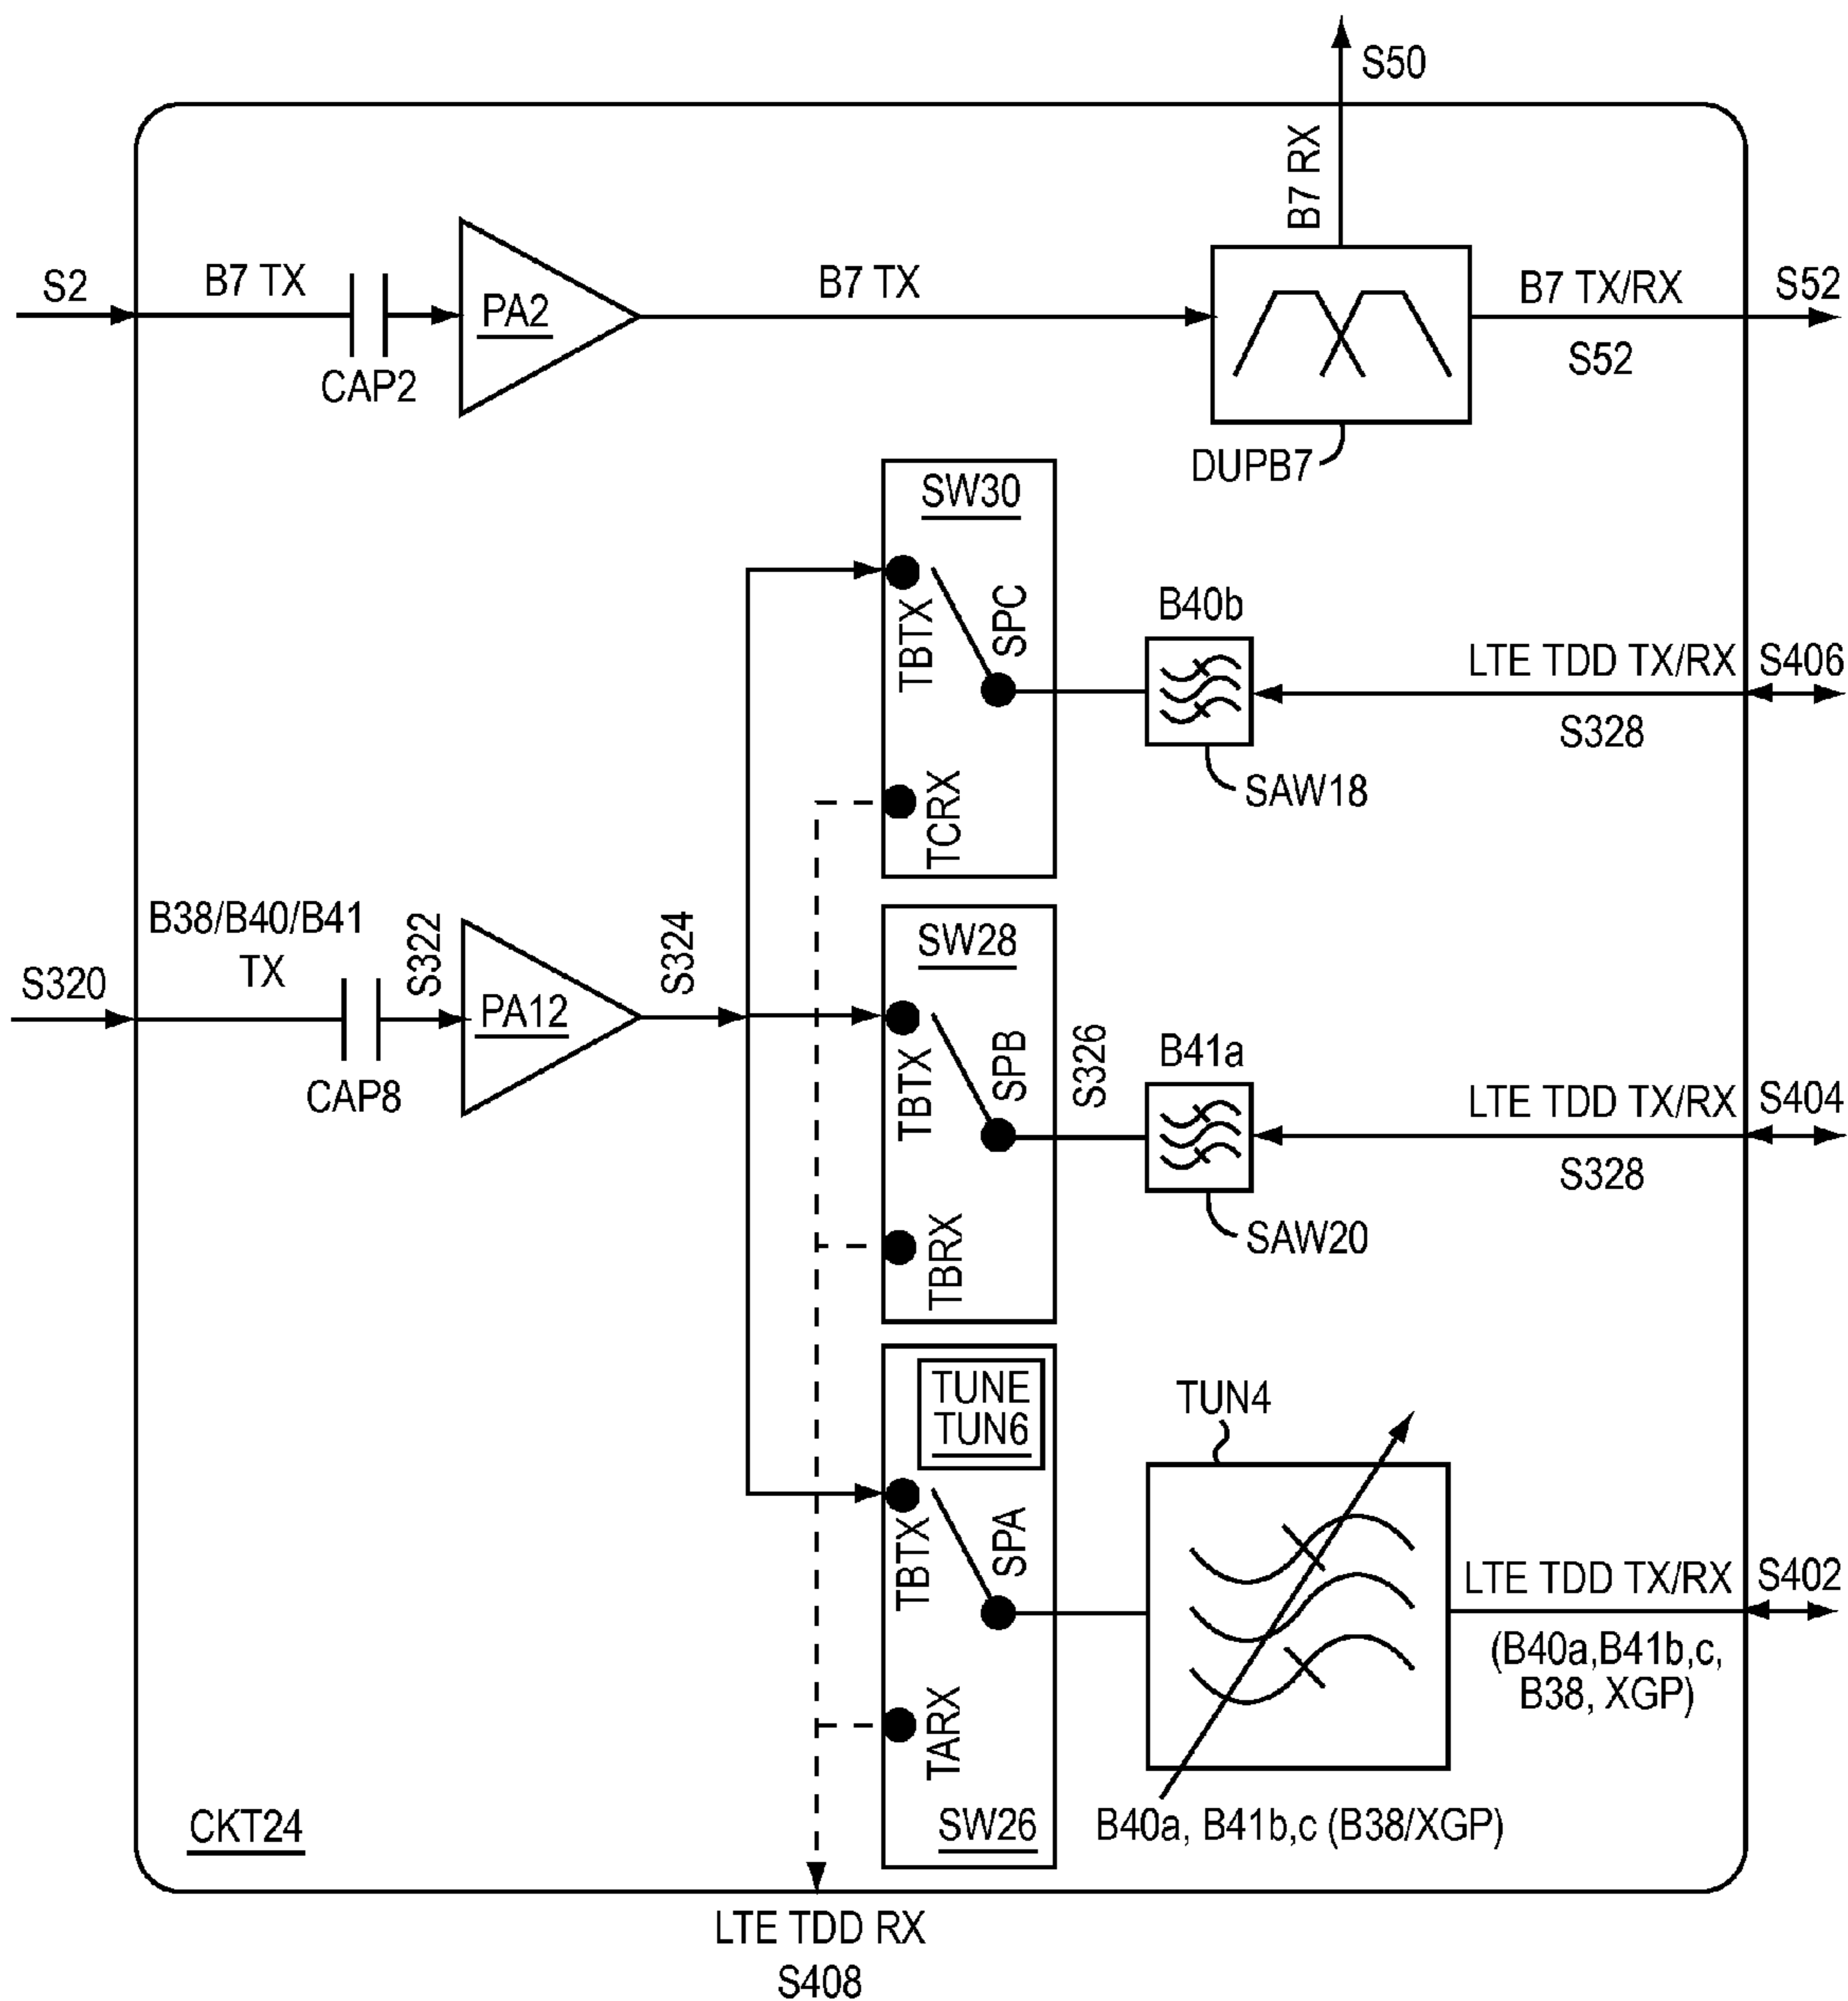 S50
B7 RX
S2
B7 TX
CAP2
PA2
B7 TX
B7 TX/RX
S52
S52
DUPB7
SW30
TBTX
SPC
TCRX
B40b
SAW18
LTE TDD TX/RX
S406
S328
B38/B40/B41
TX
S320
S322
CAP8
PA12
S324
SW28
TBTX
SPB
TBRX
S326
B41a
SAW20
LTE TDD TX/RX
S404
S328
TUNE
TUN6
TBTX
SPA
TARX
SW26
TUN4
B40a, B41b,c (B38/XGP)
LTE TDD TX/RX
S402
(B40a,B41b,c,
B38, XGP)
CKT24
LTE TDD RX
S408